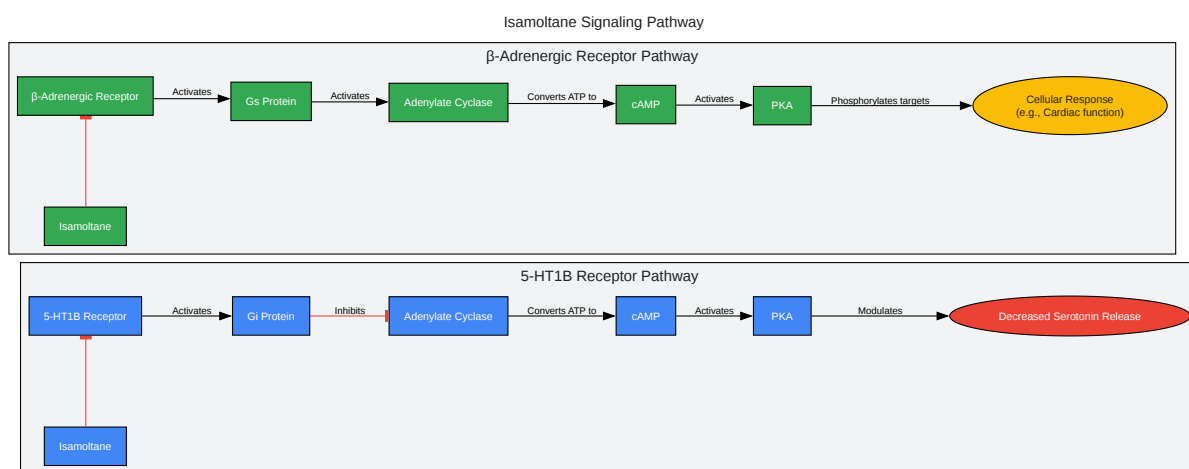 Isamoltane Signaling Pathway
β-Adrenergic Receptor Pathway
β-Adrenergic Receptor
Activates
Gs Protein
Activates
Adenylate Cyclase
Converts ATP to
cAMP
Activates
PKA
Phosphorylates targets
Cellular Response
(e.g., Cardiac function)
Isamoltane
5-HT1B Receptor Pathway
5-HT1B Receptor
Activates
Gi Protein
Inhibits
Adenylate Cyclase
Converts ATP to
cAMP
Activates
PKA
Modulates
Decreased Serotonin Release
Isamoltane